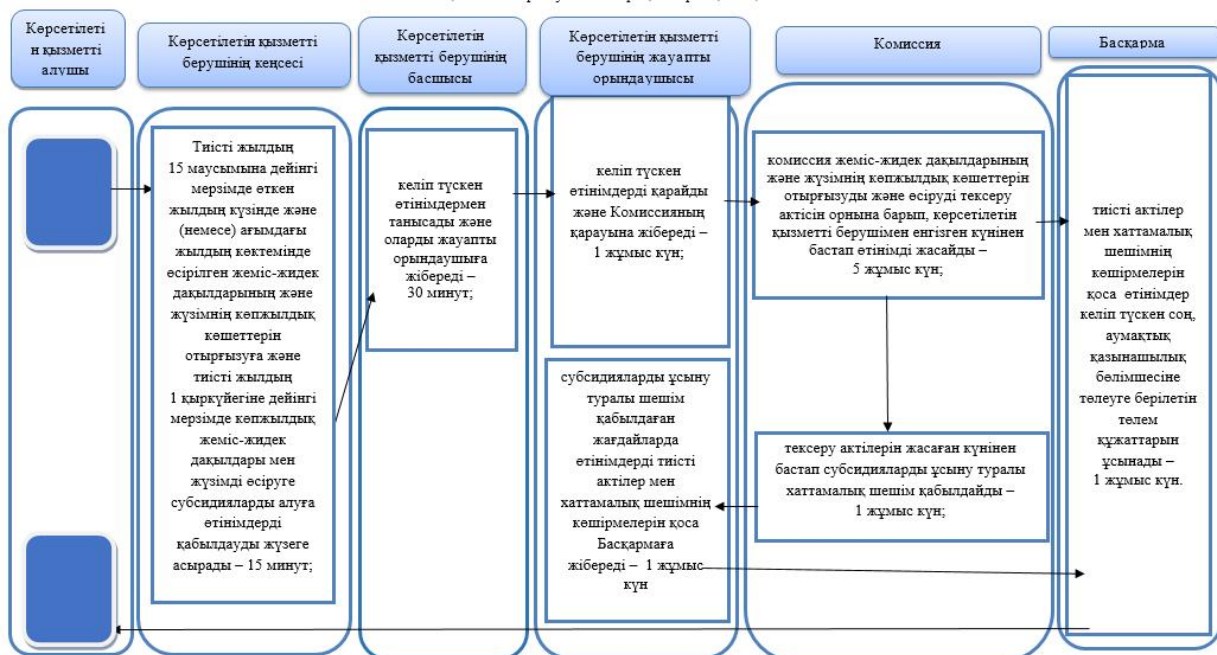 Көрсетілеті
н қызметті
алушы
Көрсетілетін қызметті
берушінің кеңсесі
Көрсетілетін
қызметті берушінің
басшысы
Көрсетілетін қызметті
берушінің жауапты
орындаушысы
Комиссия
Басқарма
Тиісті жылдың
15 маусымына дейінгі
мерзімде өткен
жылдың күзінде және
(немесе) ағымдағы
жылдың көктемінде
өсірілген жеміс-жидек
дақылдарының және
жүзімнің көпжылдық
көшеттерін
отырғызуға және
тиісті жылдың
1 қыркүйегіне дейінгі
мерзімде көпжылдық
жеміс-жидек
дақылдары мен
жүзімді өсіруге
субсидияларды алуға
өтінімдерді
қабылдауды жүзеге
асырады – 15 минут;
келіп түскен
өтінімдермен
танысады және
оларды жауапты
орындаушыға
жібереді –
30 минут;
келіп түскен
өтінімдерді қарайды
және Комиссияның
қарауына жібереді –
1 жұмыс күн;
субсидияларды ұсыну
туралы шешім
қабылдаған
жағдайларда
өтінімдерді тиісті
актілер мен
хаттамалық шешімнің
көшірмелерін қоса
Басқармаға
жібереді – 1 жұмыс
күн
комиссия жеміс-жидек дақылдарының
және жүзімнің көпжылдық көшеттерін
отырғызуды және өсіруді тексеру
актісін орнына барып, көрсетілетін
қызметті берушімен енгізген күнінен
бастап өтінімді жасайды –
5 жұмыс күн;
тексеру актілерін жасаған күнінен
бастап субсидияларды ұсыну туралы
хаттамалық шешім қабылдайды –
1 жұмыс күн;
тиісті актілер
мен хаттамалық
шешімнің
көшірмелерін
қоса өтінімдер
келіп түскен соң,
аумақтық
қазынашылық
бөлімшесіне
төлеуге берілетін
төлем
құжаттарын
ұсынады –
1 жұмыс күн.